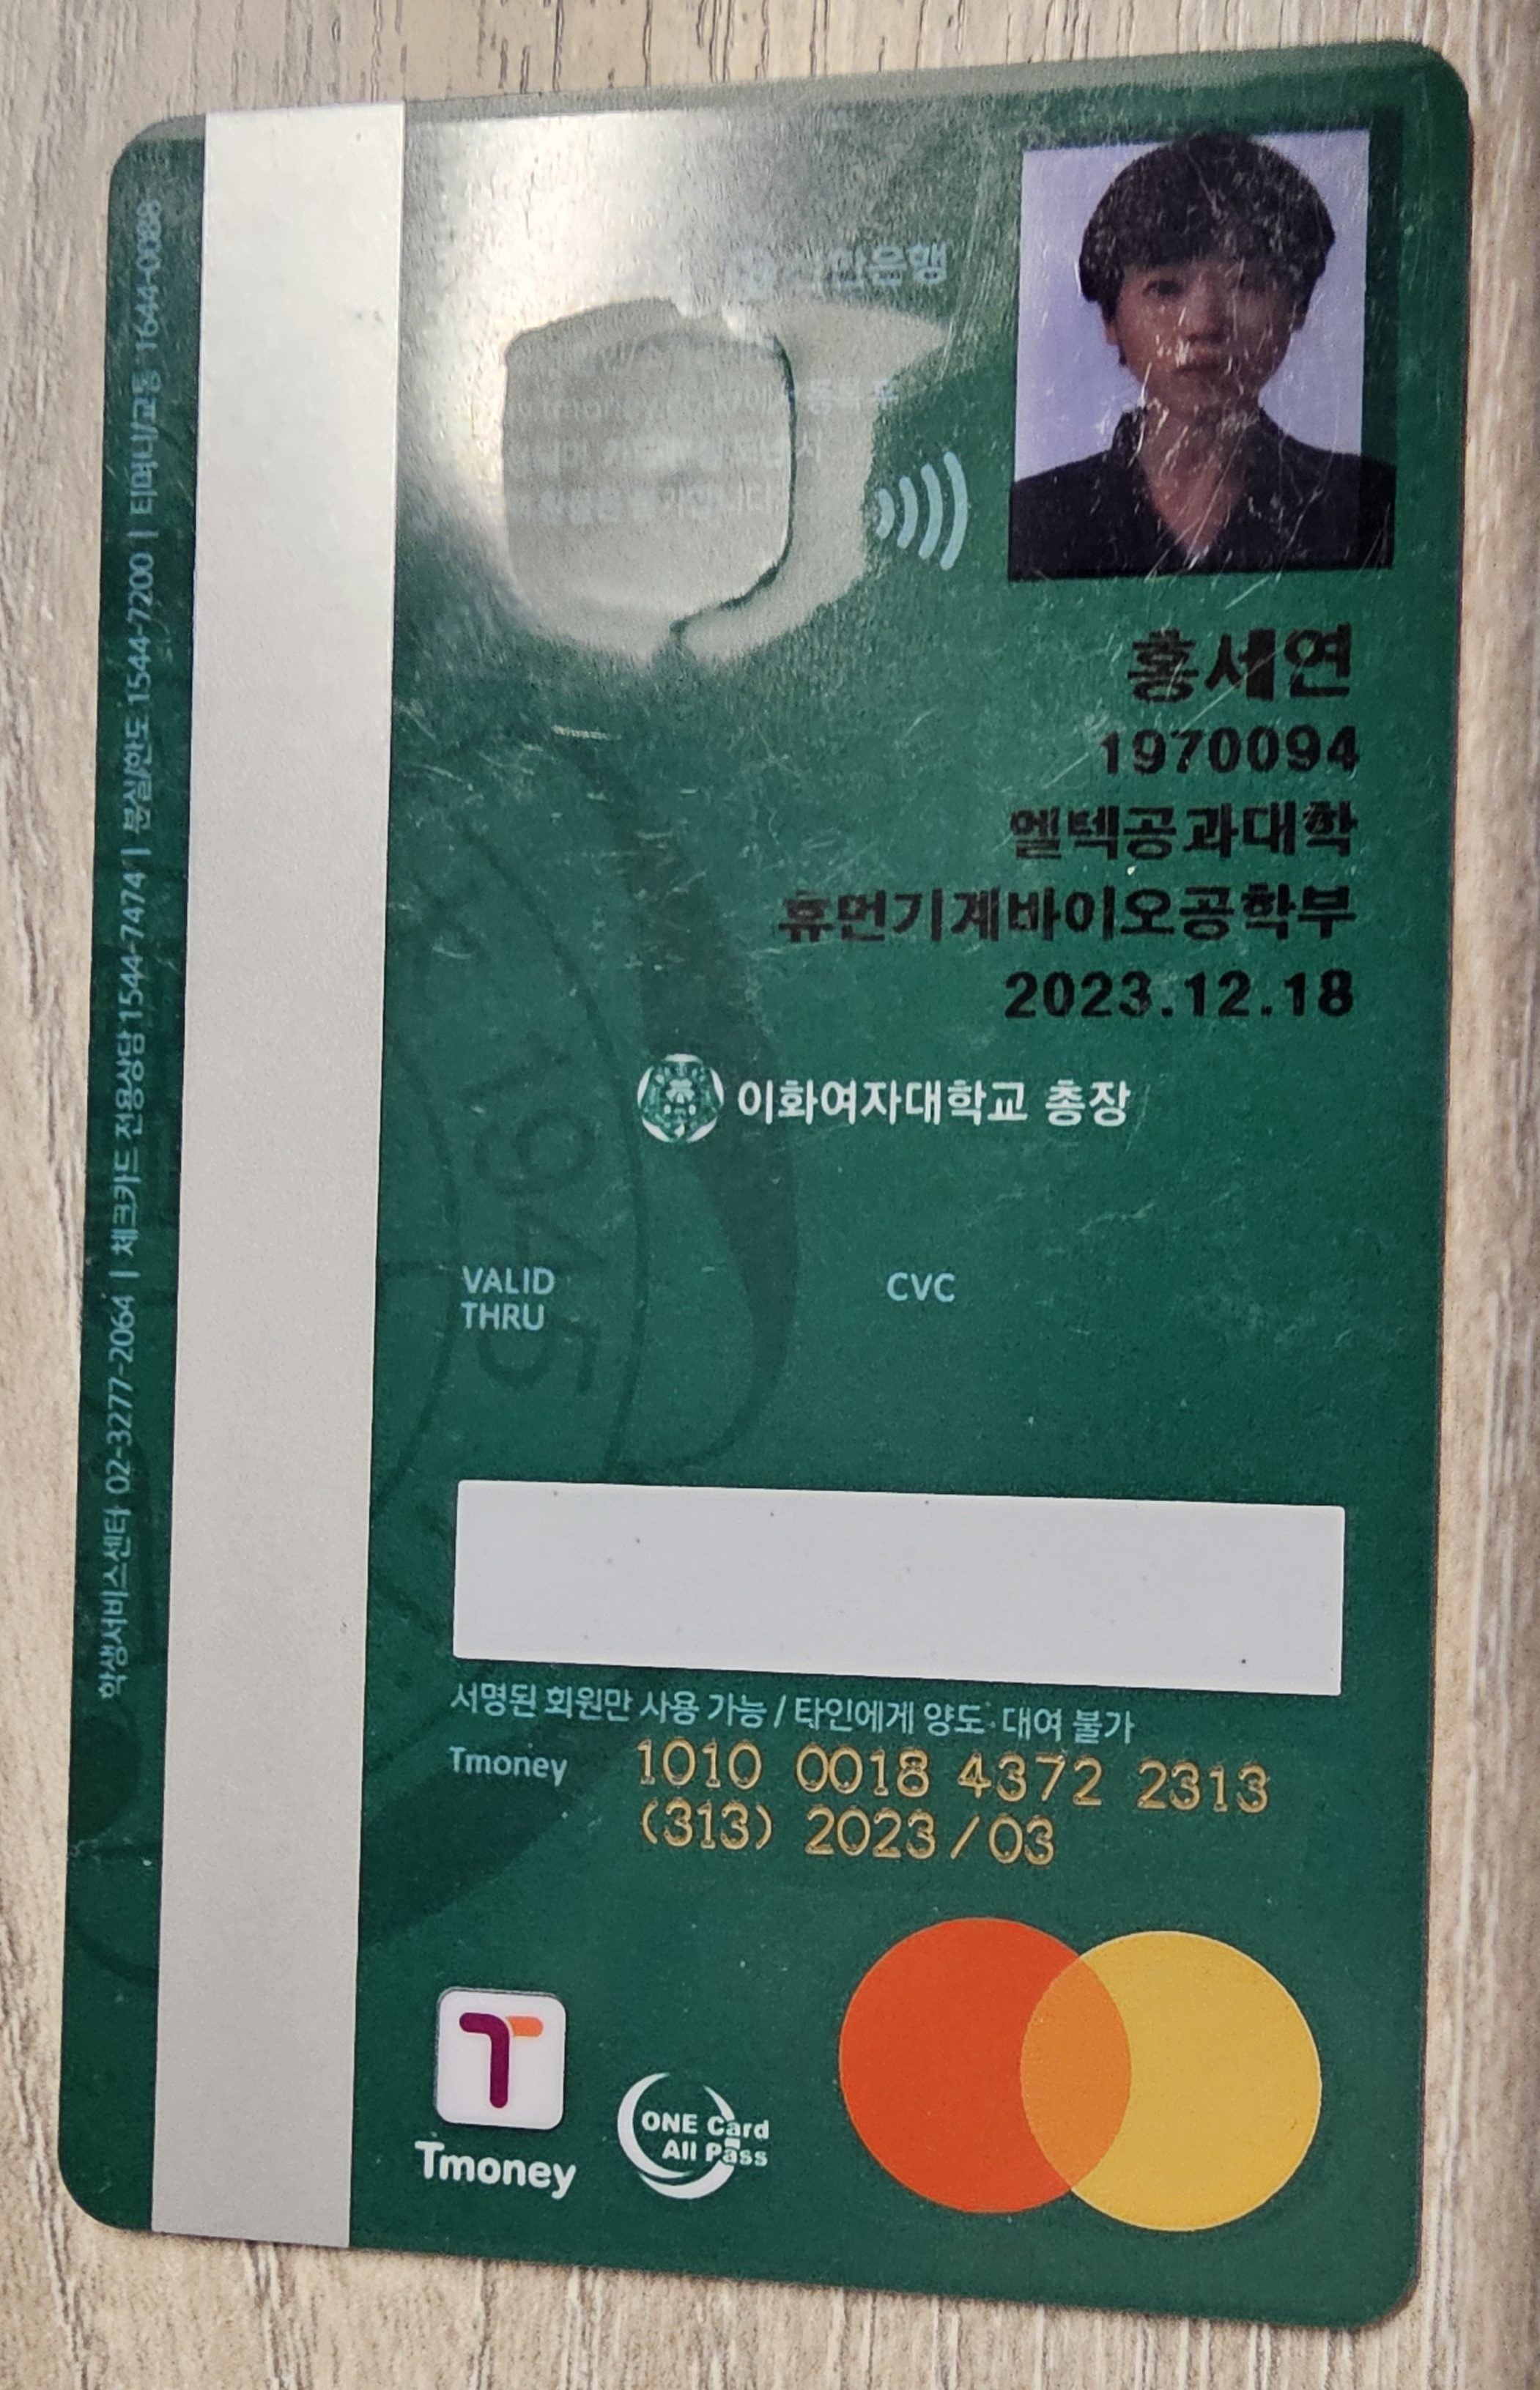 은행
홍세연
1970094
엘텍공과대학
휴먼기계바이오공학부
2023.12.18
이화여자대학교 총장
1945
VALID
THRU
CVC
서명된 회원만 사용 가능 / 타인에게 양도·대여 불가
Tmoney 1010 0018 4372 2313
(313) 2023/03
Tmoney
ONE Card
All Pass
학생서비스센터 02-3277-2064 | 체크카드 전용상담 1544-7474 | 분실/한도 1544-7200 | 티머니/교통 1644-0088